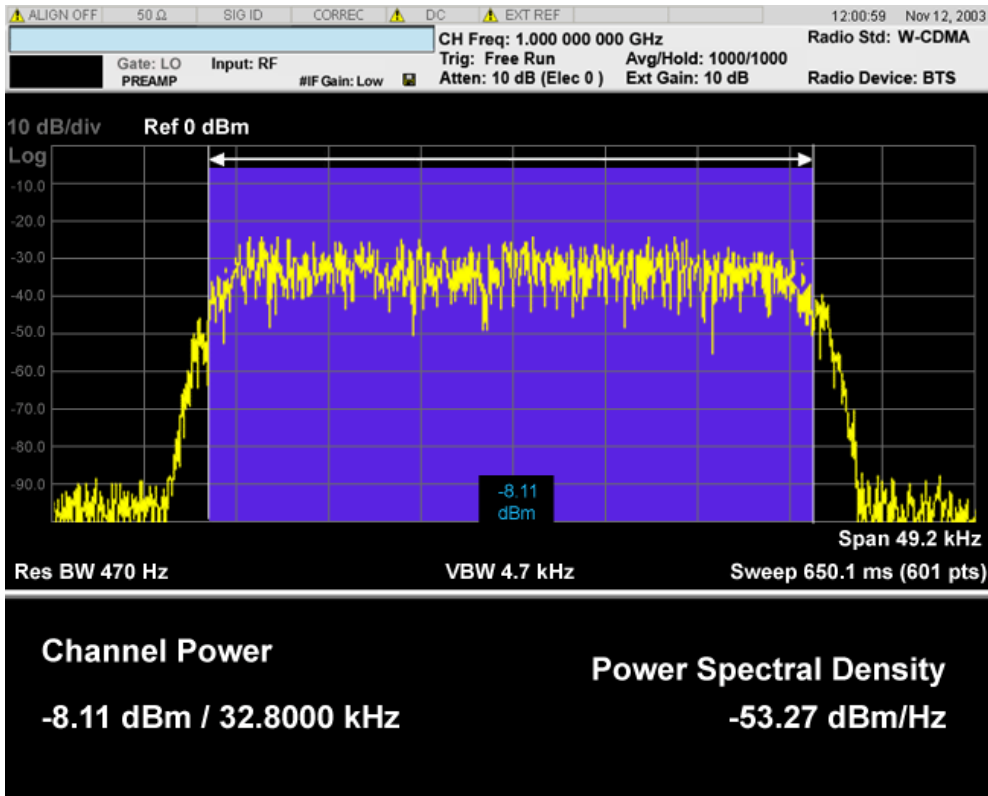 ALIGN OFF 50 Ω SIG ID CORREC DC EXT REF 12:00:59 Nov 12, 2003
CH Freq: 1.000 000 000 GHz Radio Std: W-CDMA
Gate: LO Input: RF Trig: Free Run Avg/Hold: 1000/1000
PREAMP #IF Gain: Low Atten: 10 dB (Elec 0 ) Ext Gain: 10 dB Radio Device: BTS
10 dB/div Ref 0 dBm
Log
-10.0
-20.0
-30.0
-40.0
-50.0
-60.0
-70.0
-80.0
-90.0
-8.11
dBm
Span 49.2 kHz
Res BW 470 Hz VBW 4.7 kHz Sweep 650.1 ms (601 pts)
Channel Power
Power Spectral Density
-8.11 dBm / 32.8000 kHz -53.27 dBm/Hz